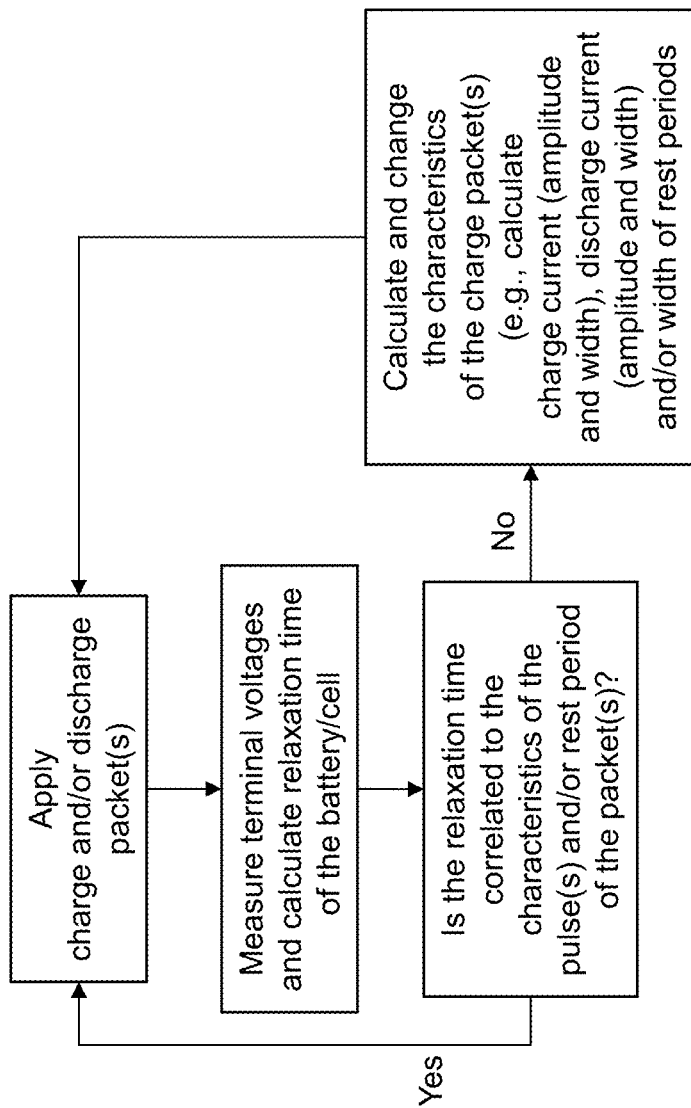 Apply
charge and/or discharge
packet(s)
Measure terminal voltages
and calculate relaxation time
of the battery/cell
Is the relaxation time
correlated to the
characteristics of the
pulse(s) and/or rest period
of the packet(s)?
Yes
No
Calculate and change
the characteristics
of the charge packet(s)
(e.g., calculate
charge current (amplitude
and width), discharge current
(amplitude and width)
and/or width of rest periods